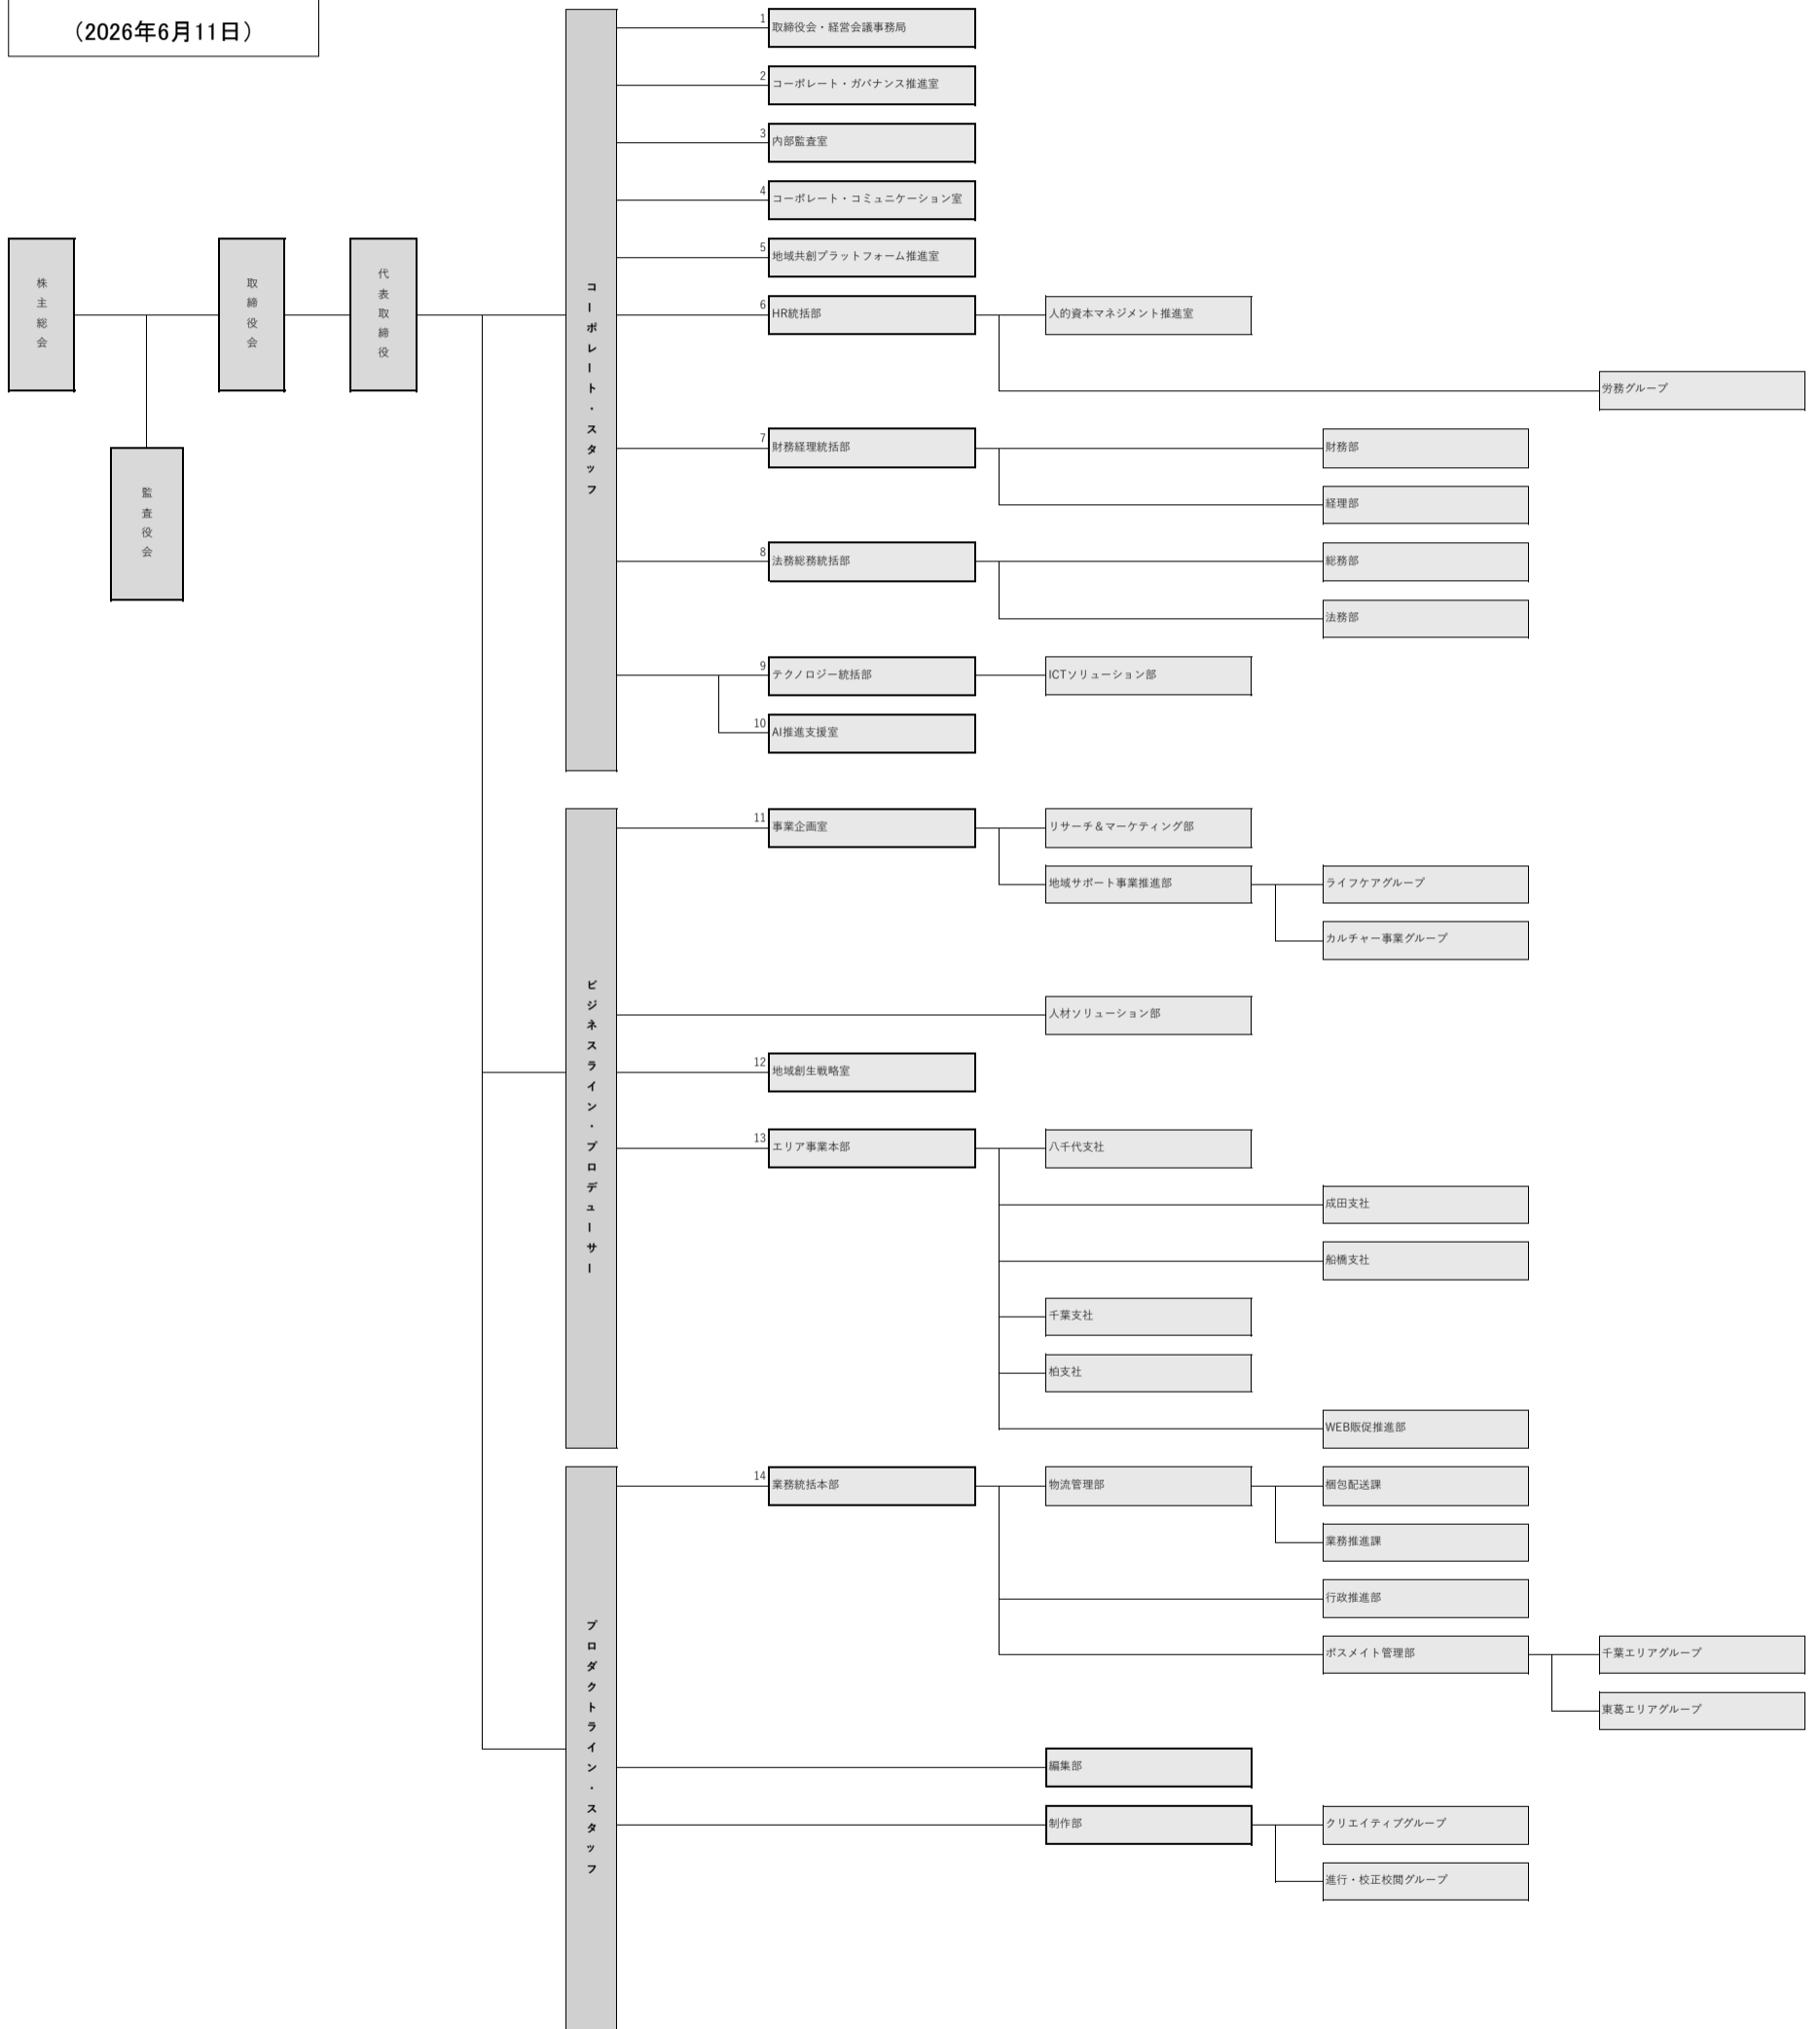 （2026年6月11日）
株主総会
監査役会
取締役会
代表取締役
コーポレート・スタッフ
1
取締役会・経営会議事務局
2
コーポレート・ガバナンス推進室
3
内部監査室
4
コーポレート・コミュニケーション室
5
地域共創プラットフォーム推進室
6
HR統括部
人的資本マネジメント推進室
労務グループ
7
財務経理統括部
財務部
経理部
8
法務総務統括部
総務部
法務部
9
テクノロジー統括部
ICTソリューション部
10
AI推進支援室
ビジネスライン・プロデューサー
11
事業企画室
リサーチ＆マーケティング部
地域サポート事業推進部
ライフケアグループ
カルチャー事業グループ
人材ソリューション部
12
地域創生戦略室
13
エリア事業本部
八千代支社
成田支社
船橋支社
千葉支社
柏支社
WEB販促推進部
プロダクトライン・スタッフ
14
業務統括本部
物流管理部
梱包配送課
業務推進課
行政推進部
ポスメイト管理部
千葉エリアグループ
東葛エリアグループ
編集部
制作部
クリエイティブグループ
進行・校正校閲グループ